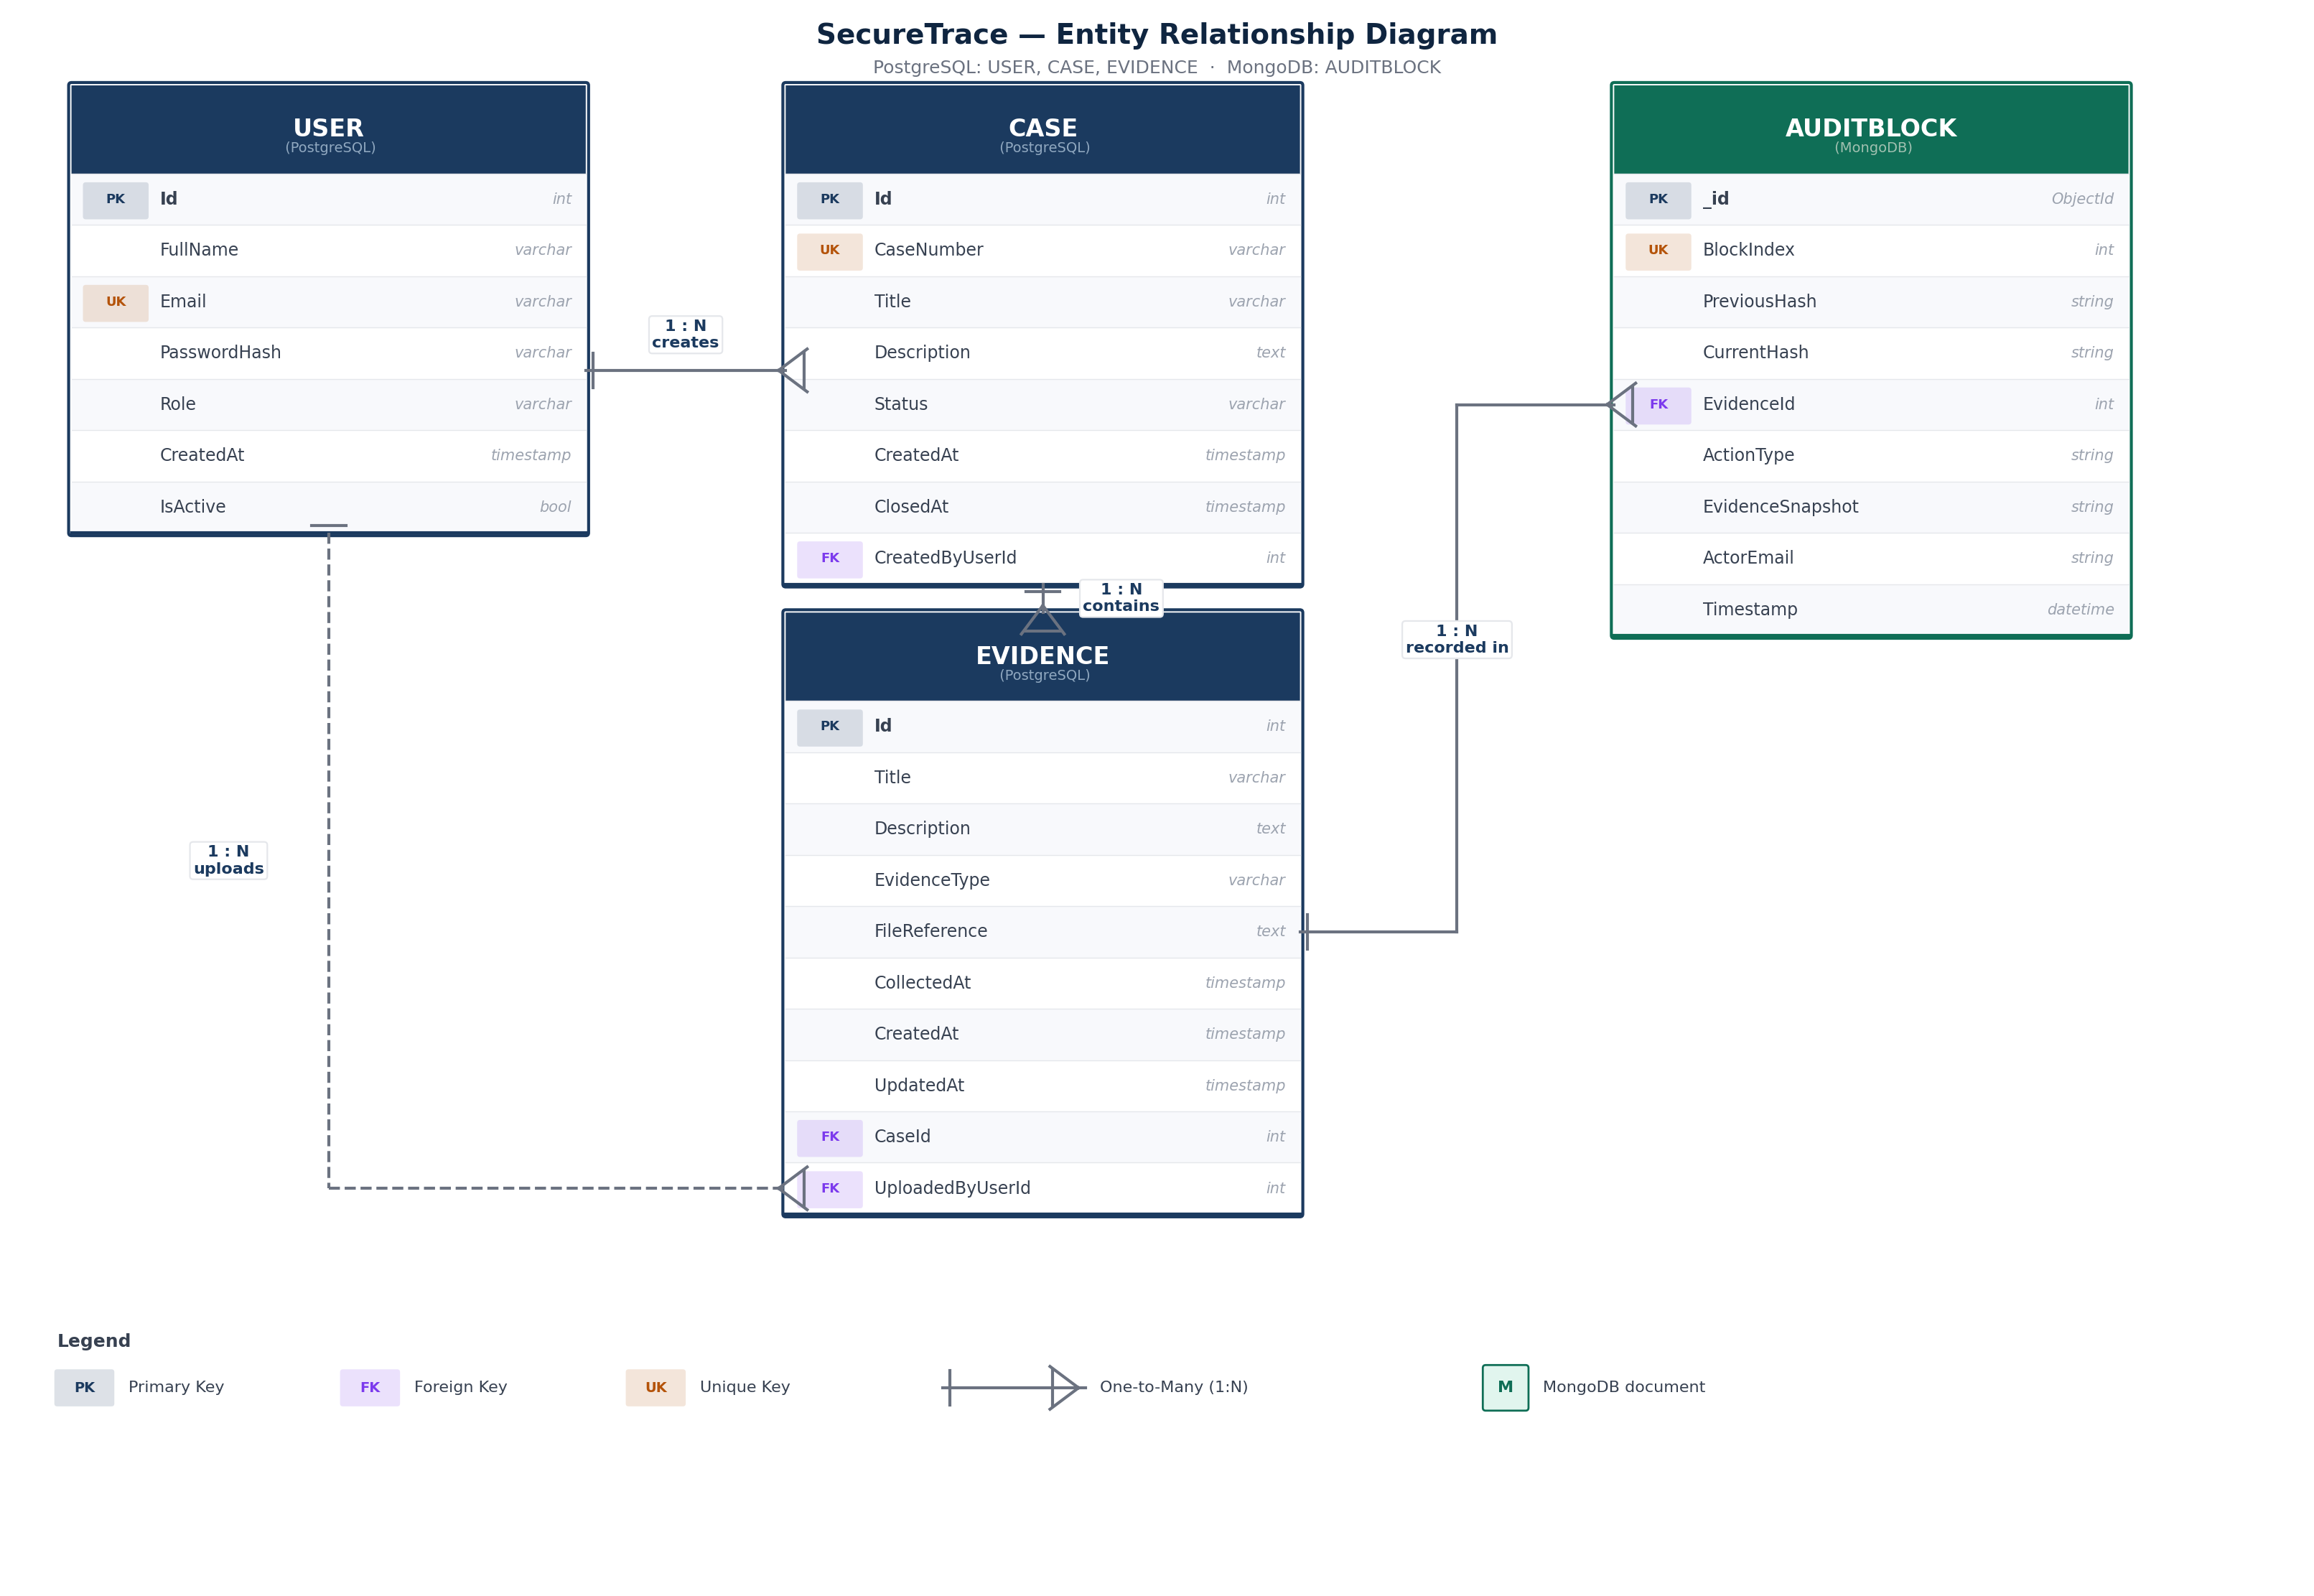 SecureTrace — Entity Relationship Diagram
PostgreSQL: USER, CASE, EVIDENCE · MongoDB: AUDITBLOCK
USER
(PostgreSQL)
PK Id int
FullName varchar
UK Email varchar
PasswordHash varchar
Role varchar
CreatedAt timestamp
IsActive bool
1 : N
creates
CASE
(PostgreSQL)
PK Id int
UK CaseNumber varchar
Title varchar
Description text
Status varchar
CreatedAt timestamp
ClosedAt timestamp
FK CreatedByUserId int
1 : N
contains
AUDITBLOCK
(MongoDB)
PK _id ObjectId
UK BlockIndex int
PreviousHash string
CurrentHash string
FK EvidenceId int
ActionType string
EvidenceSnapshot string
ActorEmail string
Timestamp datetime
1 : N
recorded in
EVIDENCE
(PostgreSQL)
PK Id int
Title varchar
Description text
EvidenceType varchar
FileReference text
CollectedAt timestamp
CreatedAt timestamp
UpdatedAt timestamp
FK CaseId int
FK UploadedByUserId int
1 : N
uploads
Legend
PK Primary Key
FK Foreign Key
UK Unique Key
One-to-Many (1:N)
M MongoDB document